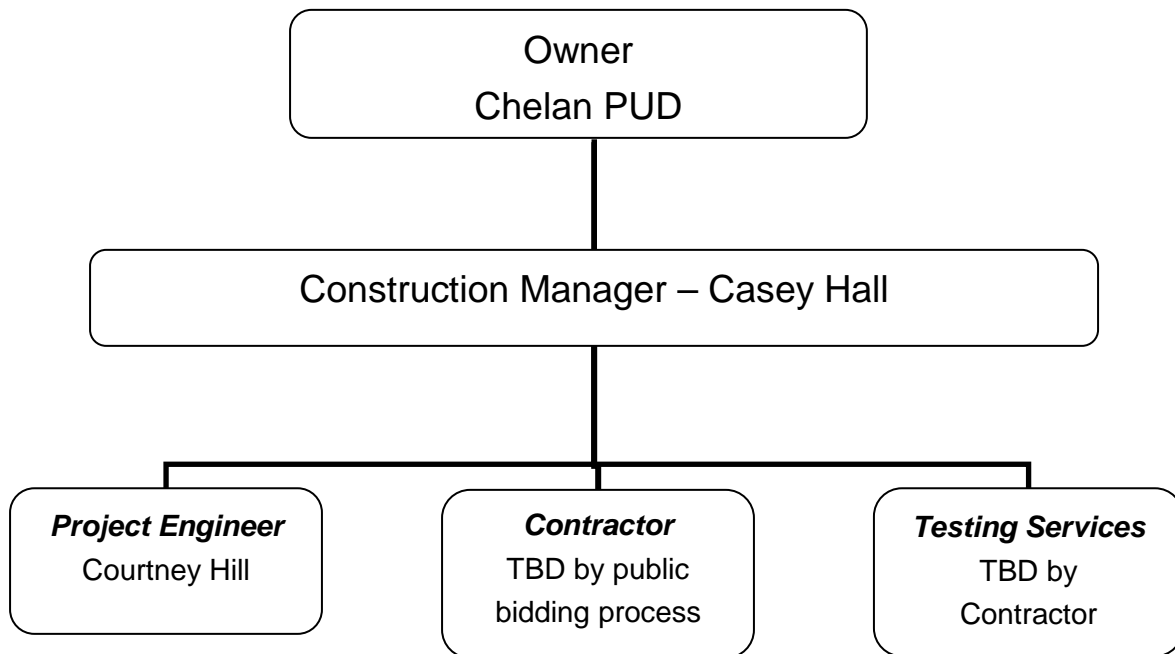 Owner
Chelan PUD
Construction Manager – Casey Hall
Project Engineer
Courtney Hill
Contractor
TBD by public
bidding process
Testing Services
TBD by
Contractor